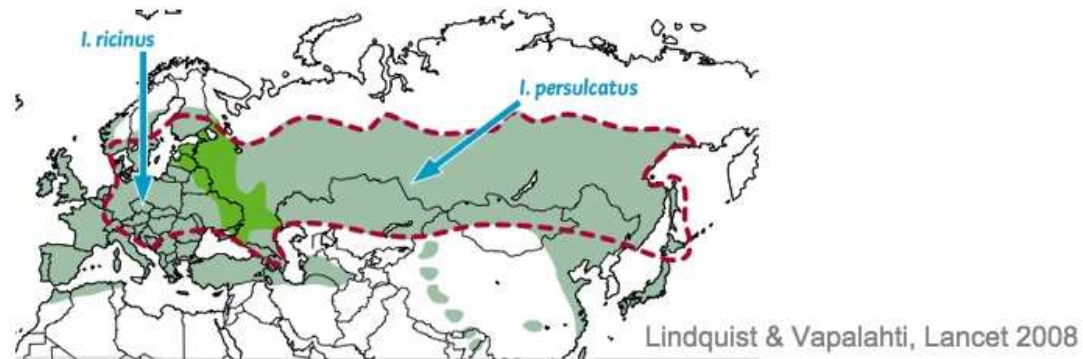 I. ricinus
I. persulcatus
Lindquist & Vapalahti, Lancet 2008